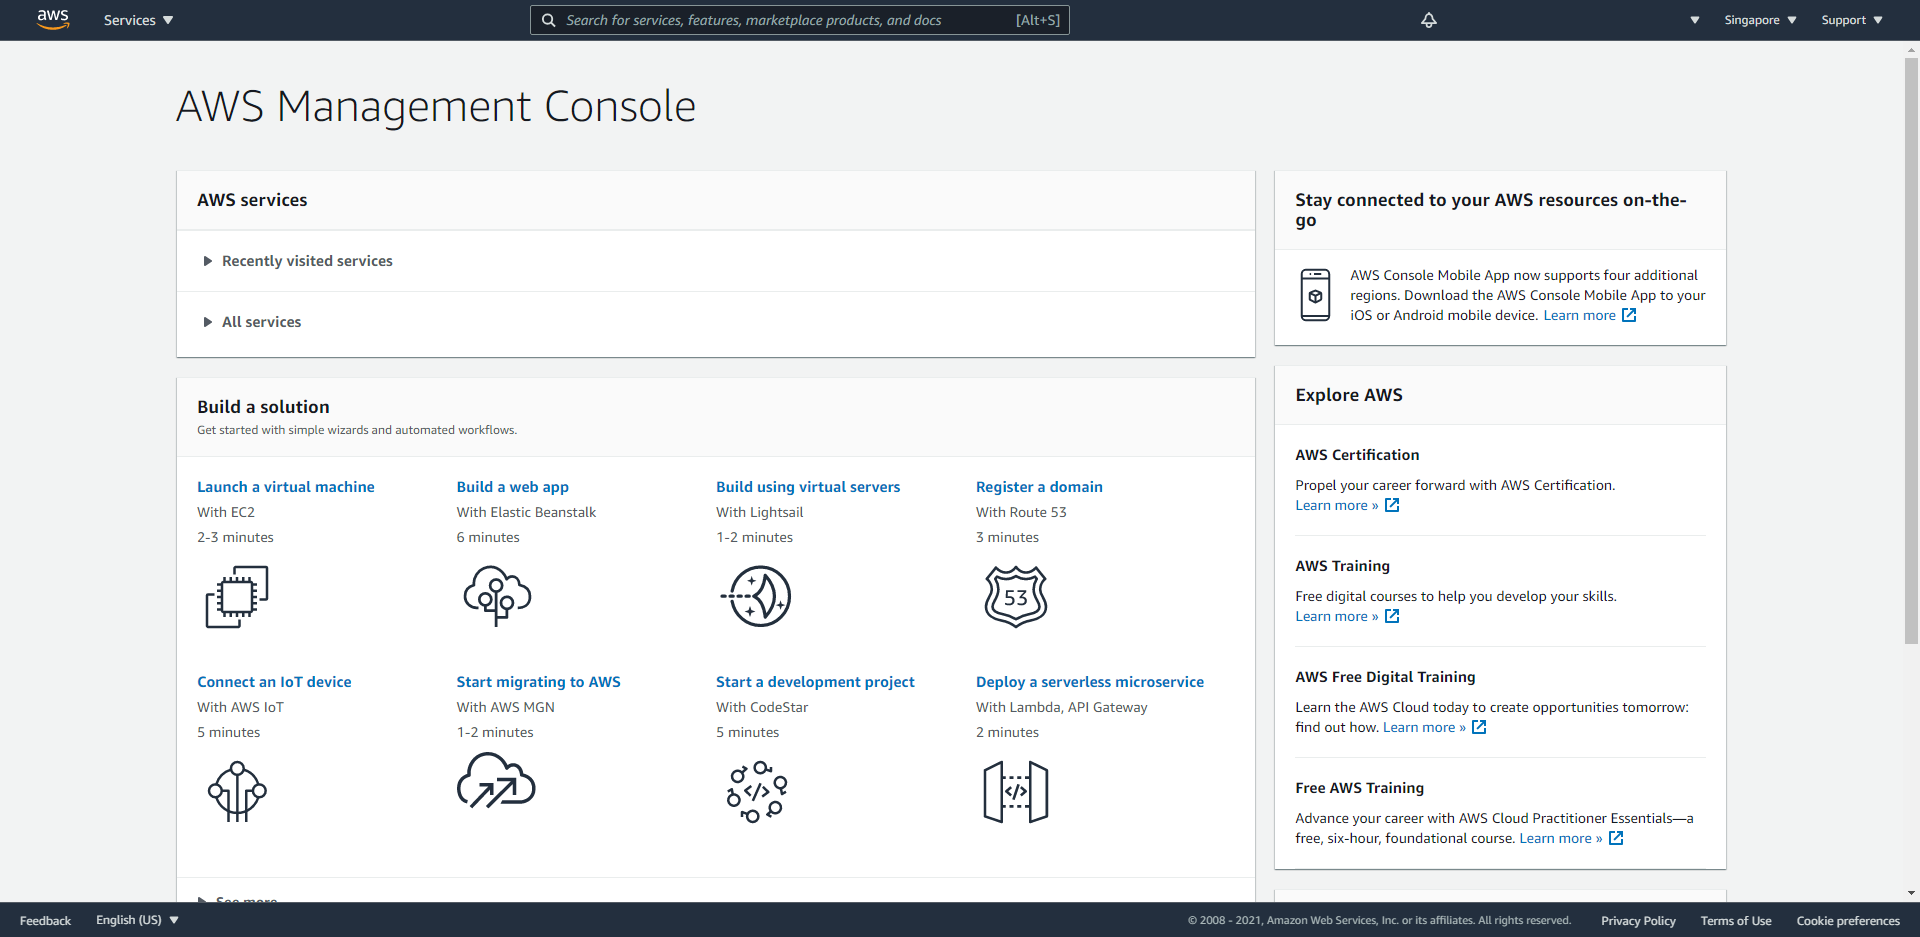 aws
Services
Search for services, features, marketplace products, and docs
[Alt+S]
Singapore
Support
AWS Management Console
AWS services
Recently visited services
All services
Build a solution
Get started with simple wizards and automated workflows.
Launch a virtual machine
With EC2
2-3 minutes
Build a web app
With Elastic Beanstalk
6 minutes
Build using virtual servers
With Lightsail
1-2 minutes
Register a domain
With Route 53
3 minutes
53
Connect an IoT device
With AWS IoT
5 minutes
Start migrating to AWS
With AWS MGN
1-2 minutes
Start a development project
With CodeStar
5 minutes
</>
Deploy a serverless microservice
With Lambda, API Gateway
2 minutes
</>
See more
Stay connected to your AWS resources on-the-
go
AWS Console Mobile App now supports four additional
regions. Download the AWS Console Mobile App to your
iOS or Android mobile device. Learn more
Explore AWS
AWS Certification
Propel your career forward with AWS Certification.
Learn more »
AWS Training
Free digital courses to help you develop your skills.
Learn more »
AWS Free Digital Training
Learn the AWS Cloud today to create opportunities tomorrow:
find out how. Learn more »
Free AWS Training
Advance your career with AWS Cloud Practitioner Essentials—a
free, six-hour, foundational course. Learn more »
Feedback
English (US)
© 2008 - 2021, Amazon Web Services, Inc. or its affiliates. All rights reserved.
Privacy Policy
Terms of Use
Cookie preferences